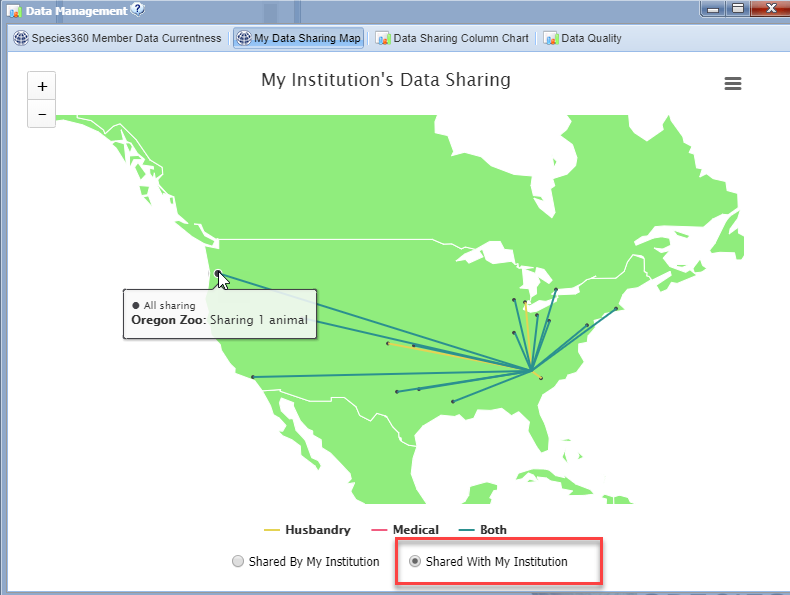 Data Management
Species360 Member Data Currentness My Data Sharing Map Data Sharing Column Chart Data Quality
My Institution's Data Sharing
+
−
● All sharing
Oregon Zoo: Sharing 1 animal
Husbandry Medical Both
Shared By My Institution Shared With My Institution